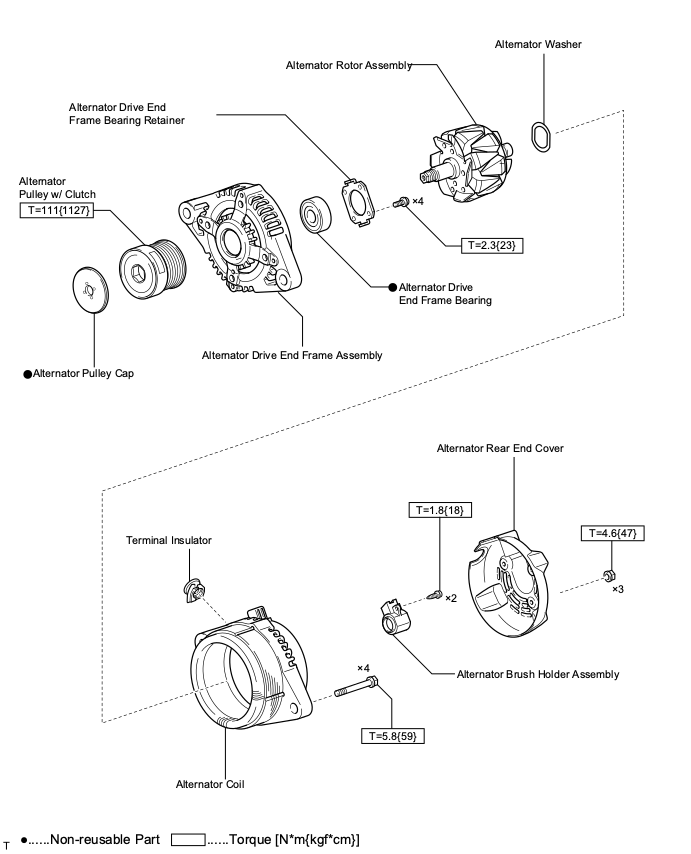 Alternator Washer
Alternator Rotor Assembly
Alternator Drive End
Frame Bearing Retainer
Alternator
Pulley w/ Clutch
T=111{1127}
×4
T=2.3{23}
●Alternator Drive
End Frame Bearing
Alternator Drive End Frame Assembly
●Alternator Pulley Cap
Alternator Rear End Cover
T=1.8{18}
T=4.6{47}
Terminal Insulator
×2
×3
×4
Alternator Brush Holder Assembly
T=5.8{59}
Alternator Coil
T ●......Non-reusable Part ......Torque [N*m{kgf*cm}]